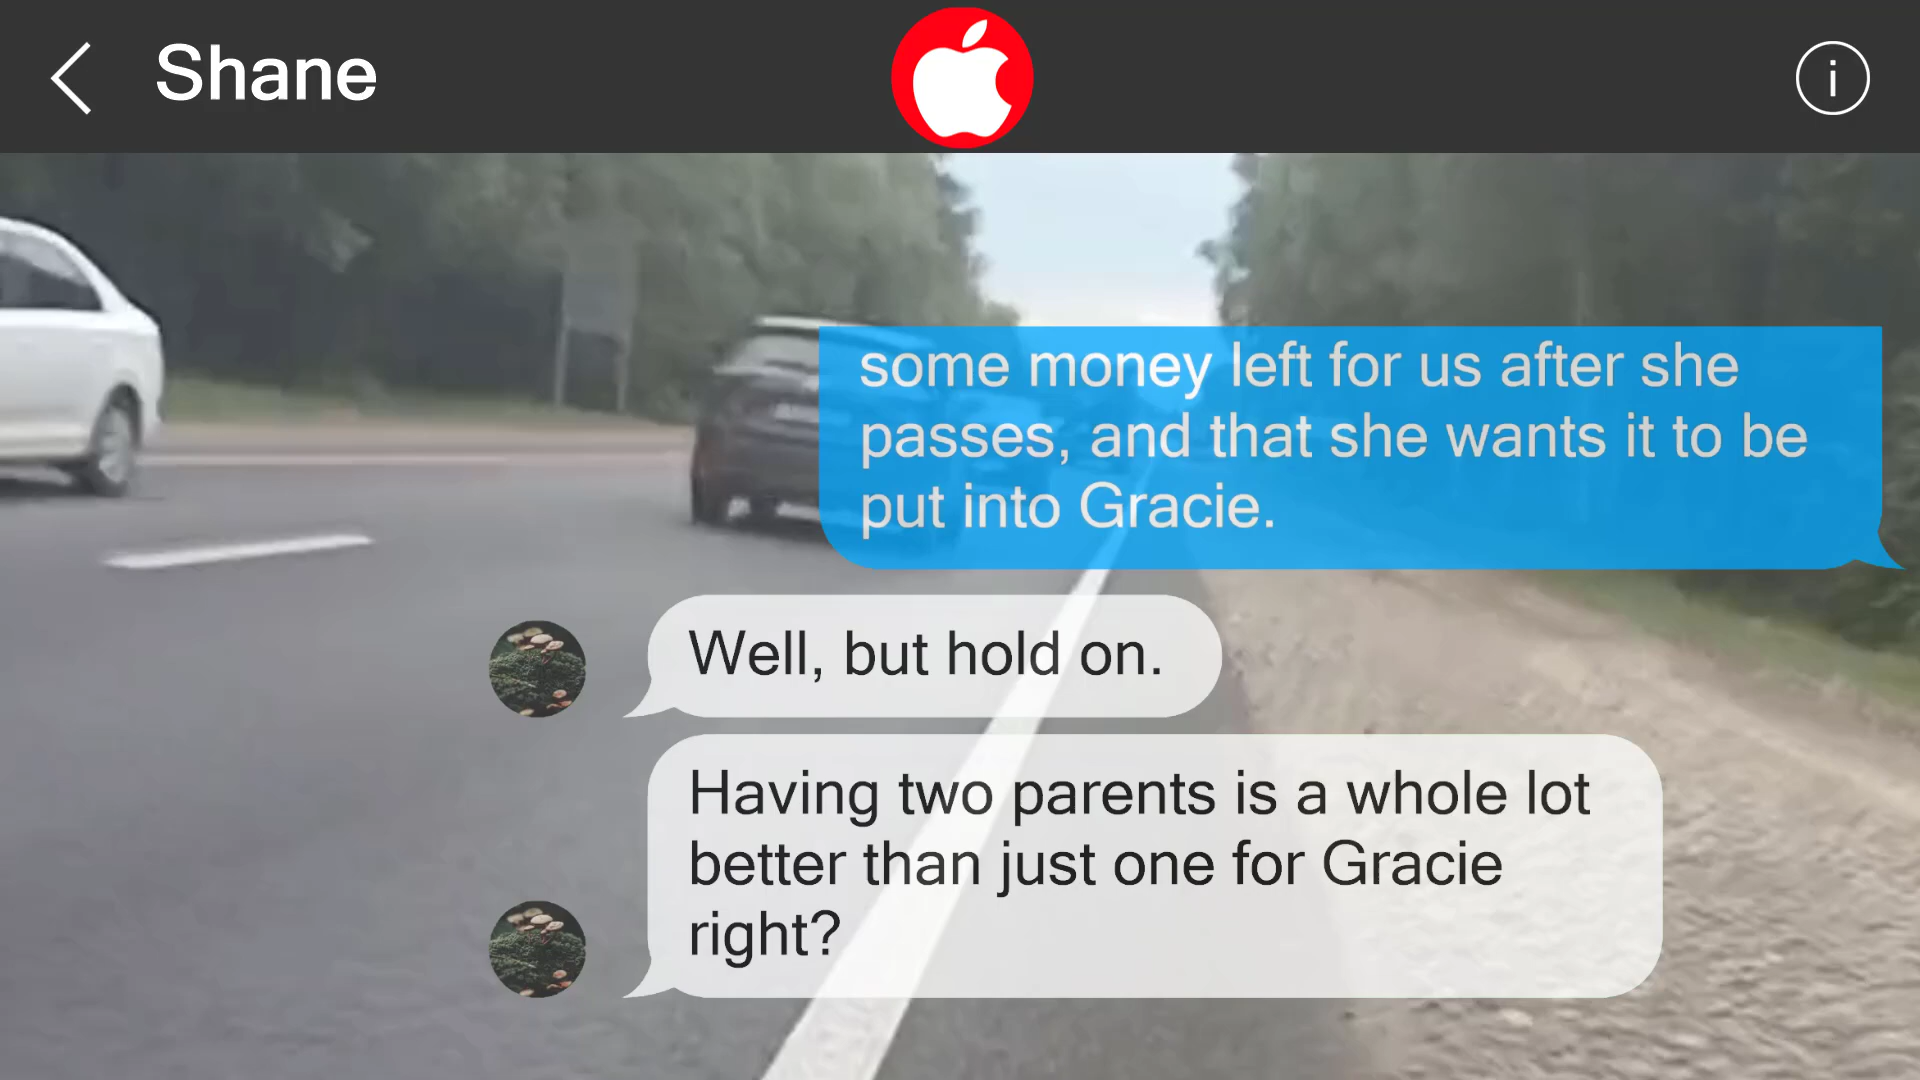 Shane
some money left for us after she
passes, and that she wants it to be
put into Gracie.
Well, but hold on.
Having two parents is a whole lot
better than just one for Gracie
right?